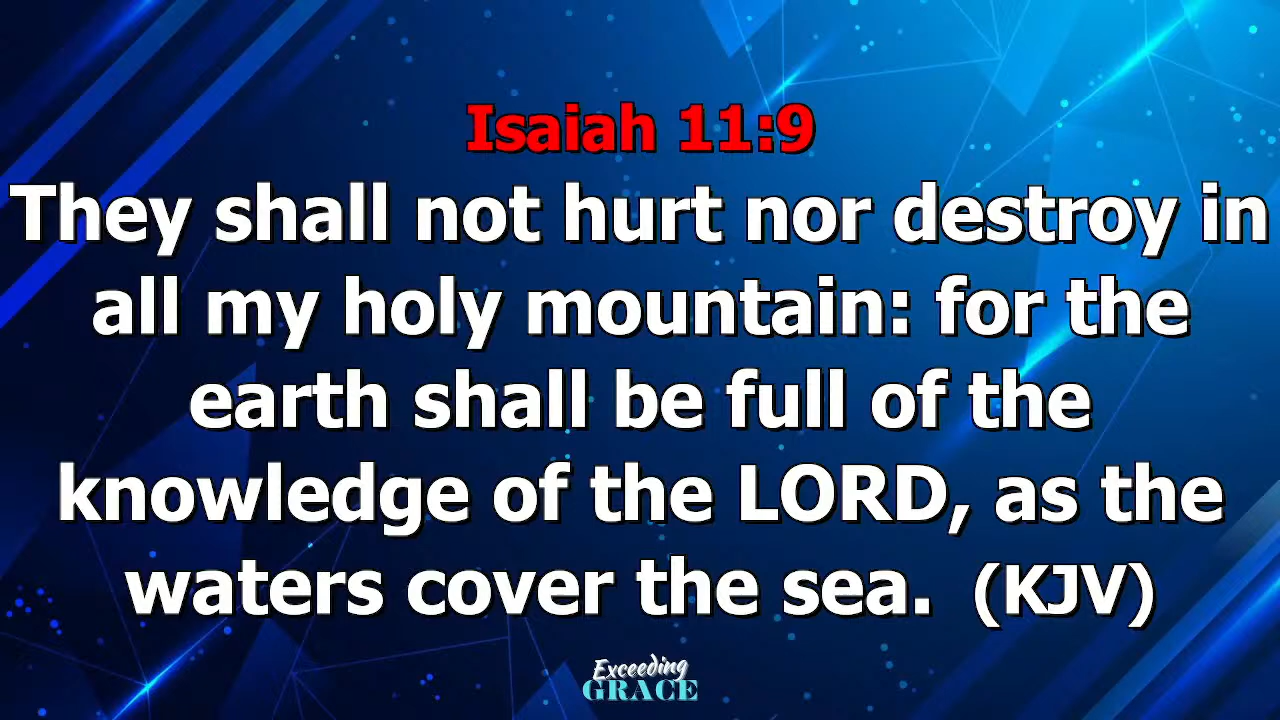 Isaiah 11:9
They shall not hurt nor destroy in
all my holy mountain: for the
earth shall be full of the
knowledge of the LORD, as the
waters cover the sea. (KJV)
Exceeding
GRACE